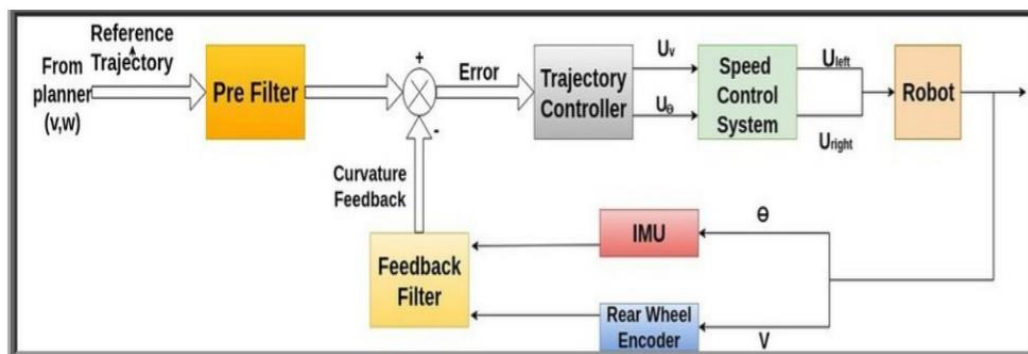 Reference
Trajectory
From
planner
(v,w)
Pre Filter
+
-
Error
Trajectory
Controller
Uv
Uθ
Speed
Control
System
Uleft
Uright
Robot
Curvature
Feedback
Feedback
Filter
IMU
θ
Rear Wheel
Encoder
V